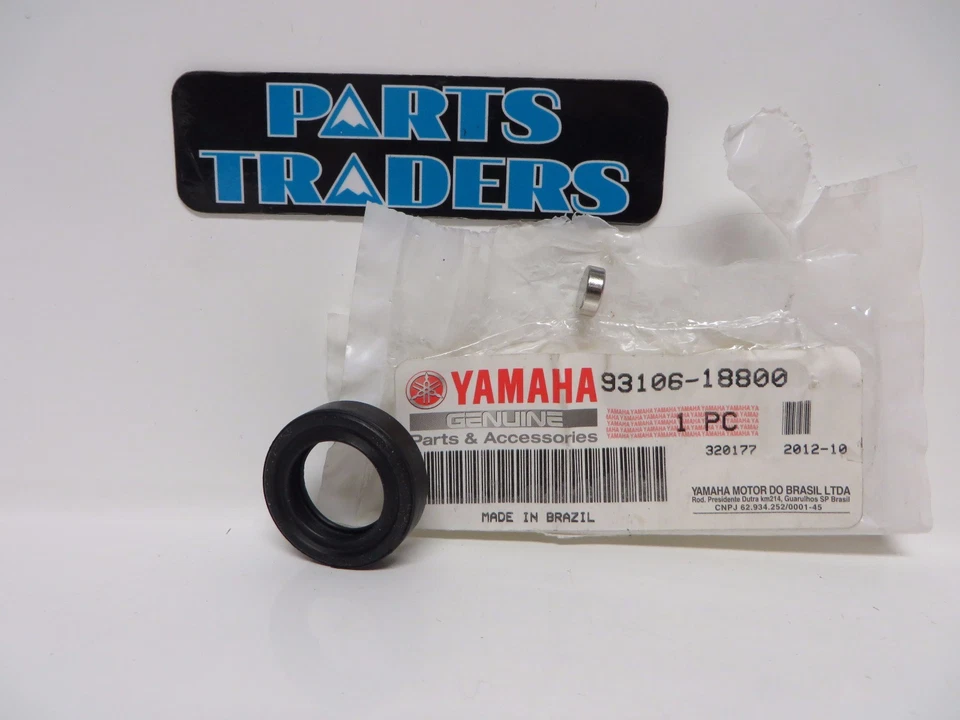 PARTS
TRADERS
YAMAHA 93106-18800
GENUINE
Parts & Accessories
1 PC
320177 2012-10
MADE IN BRAZIL
YAMAHA MOTOR DO BRASIL LTDA
Rod. Presidente Dutra km214, Guarulhos SP Brasil
CNPJ 62.934.252/0001-45